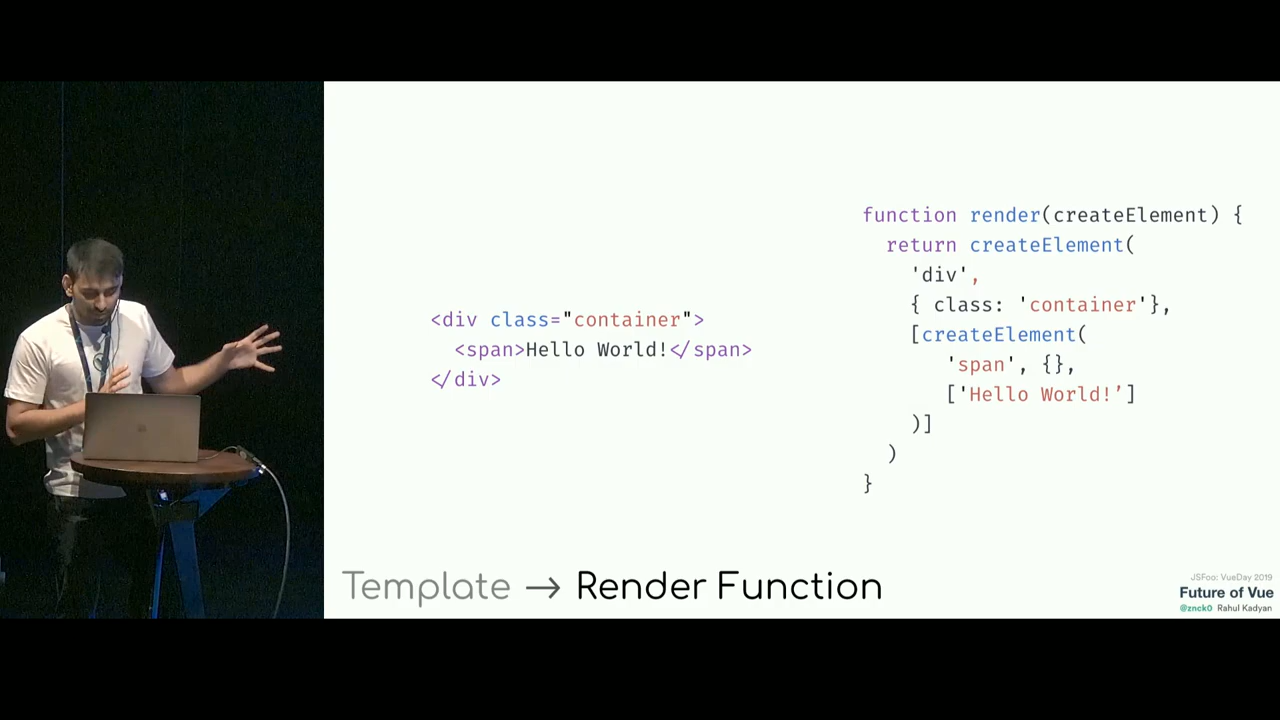 <div class="container">
<span>Hello World!</span>
</div>
function render(createElement) {
return createElement(
'div',
{ class: 'container'},
[createElement(
'span', {},
['Hello World!’]
)]
)
}
Template → Render Function
JSFoo: VueDay 2019
Future of Vue
@znck0 Rahul Kadyan